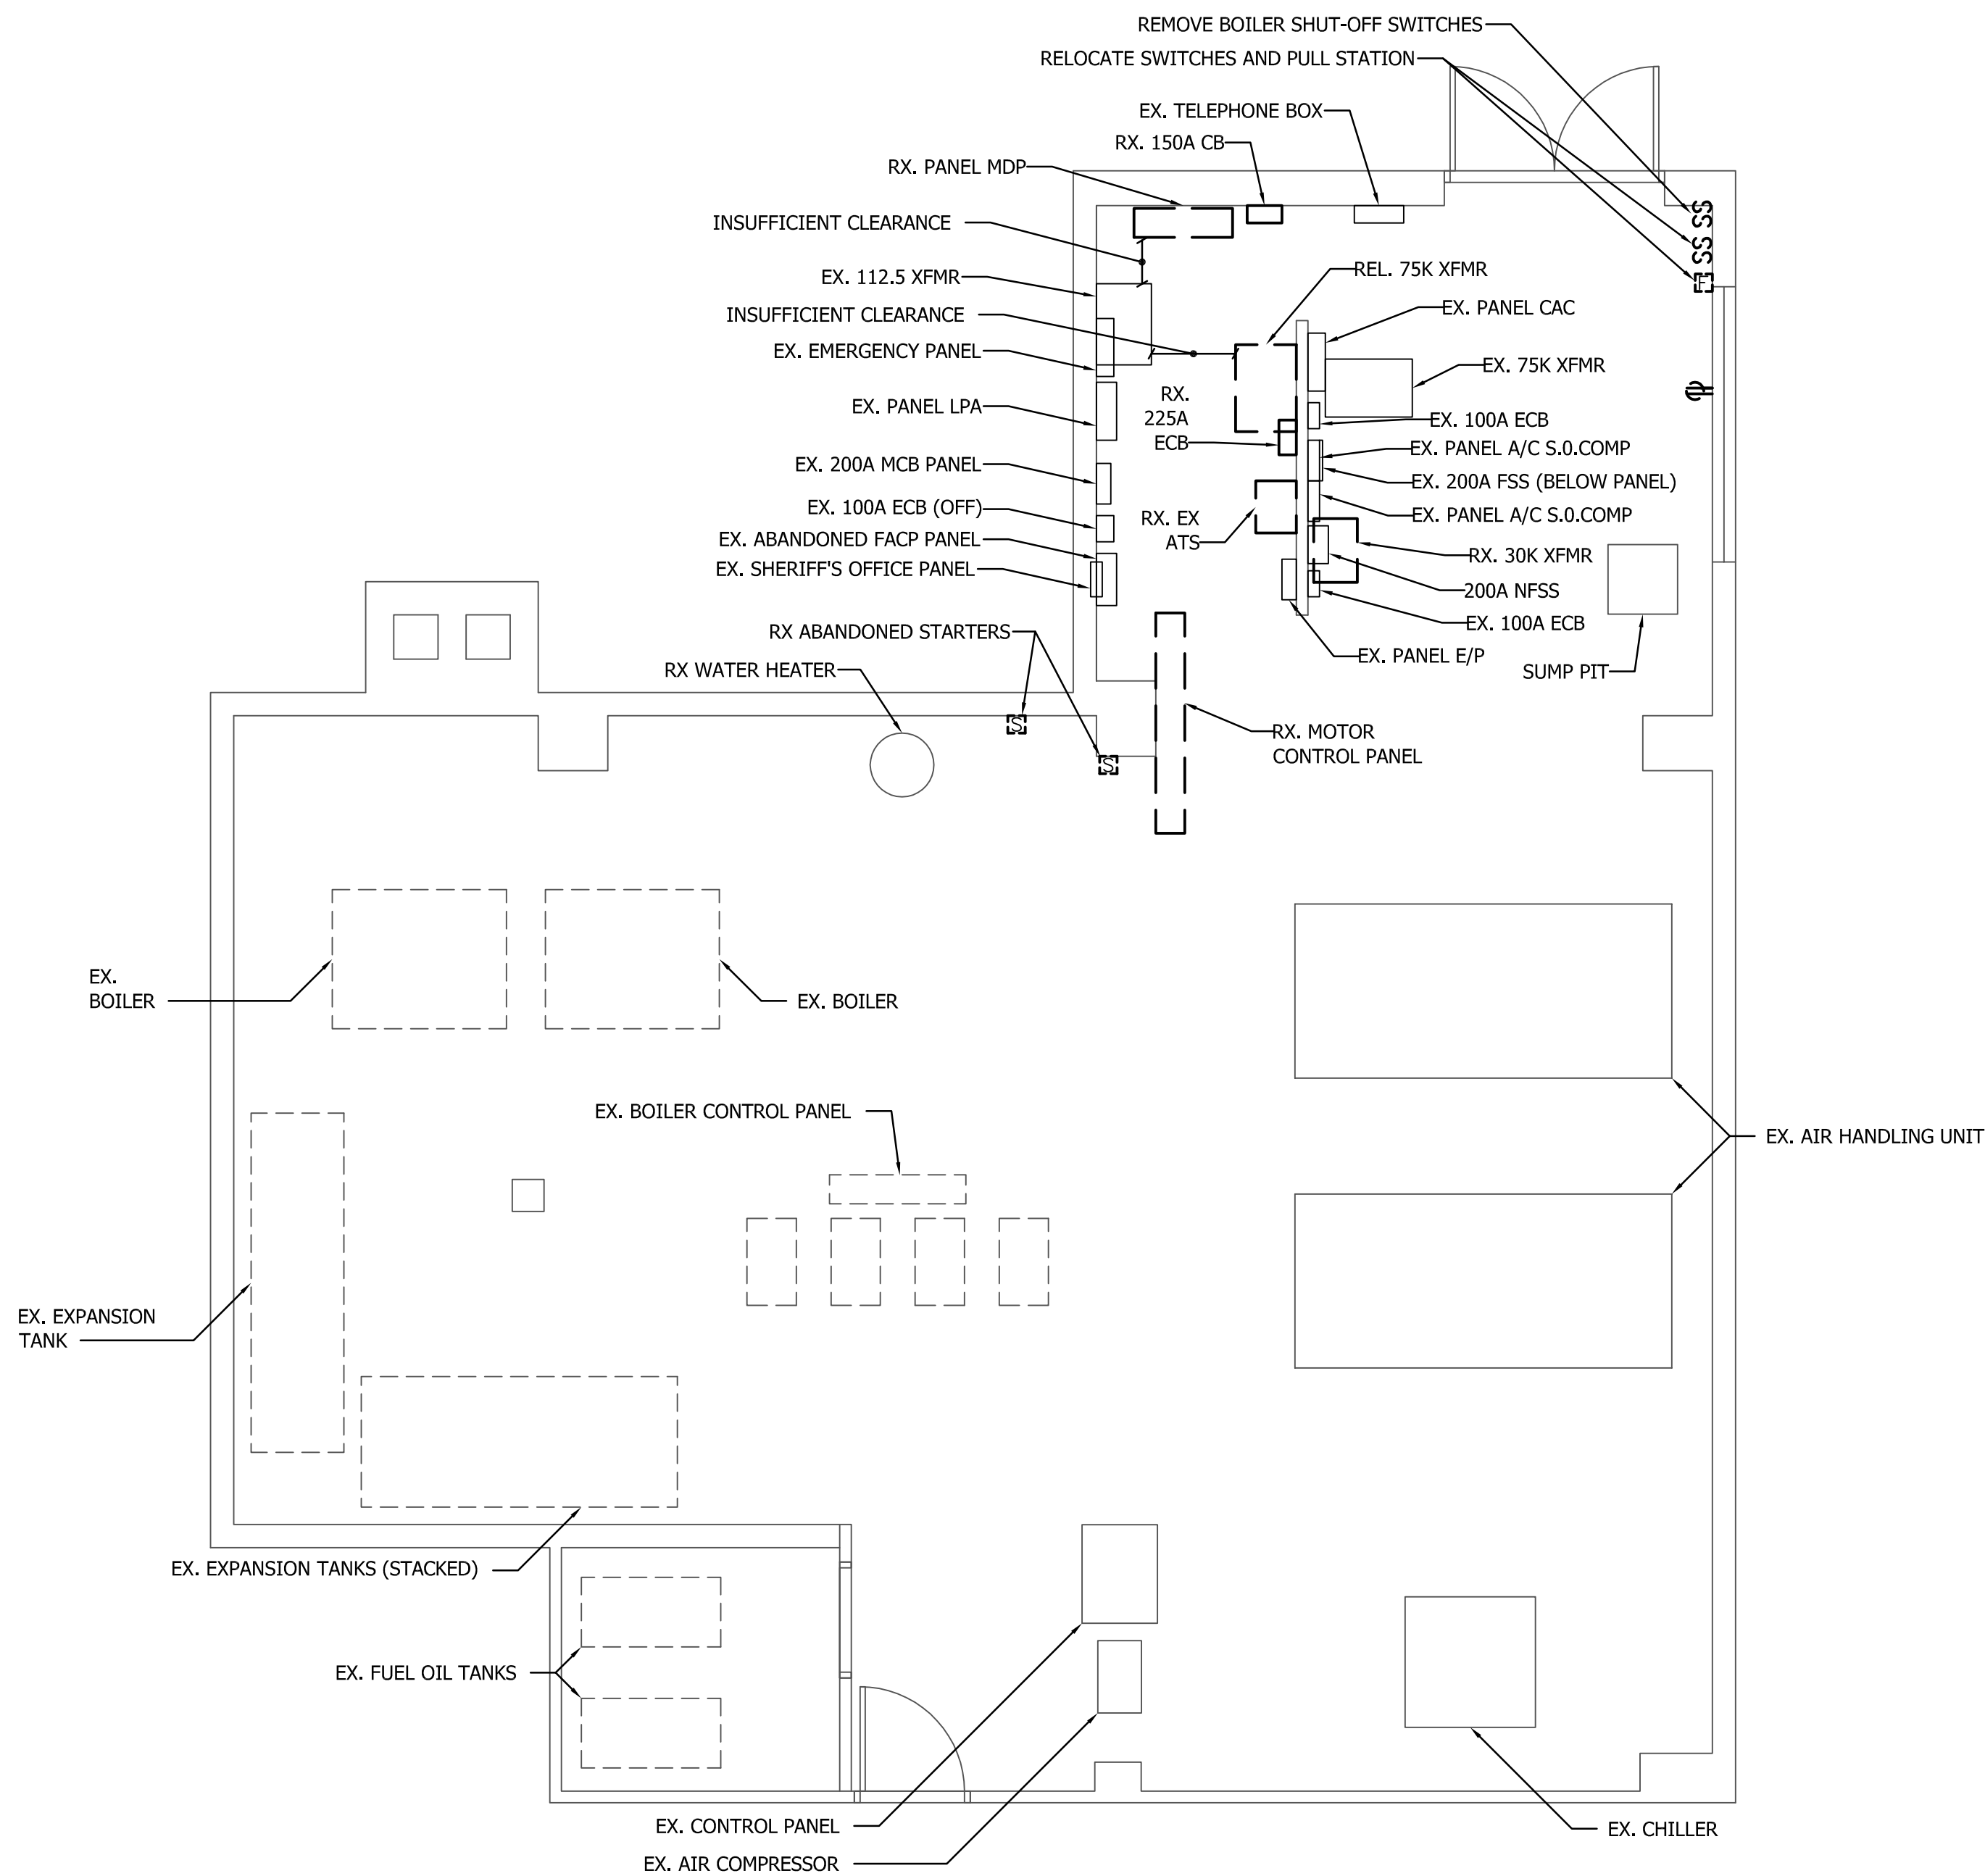 REMOVE BOILER SHUT-OFF SWITCHES
RELOCATE SWITCHES AND PULL STATION
EX. TELEPHONE BOX
RX. 150A CB
RX. PANEL MDP
INSUFFICIENT CLEARANCE
EX. 112.5 XFMR
INSUFFICIENT CLEARANCE
EX. EMERGENCY PANEL
EX. PANEL LPA
EX. 200A MCB PANEL
EX. 100A ECB (OFF)
EX. ABANDONED FACP PANEL
EX. SHERIFF'S OFFICE PANEL
RX ABANDONED STARTERS
RX WATER HEATER
SS
SS
F
REL. 75K XFMR
EX. PANEL CAC
EX. 75K XFMR
RX.
225A
ECB
EX. 100A ECB
EX. PANEL A/C S.0.COMP
EX. 200A FSS (BELOW PANEL)
EX. PANEL A/C S.0.COMP
RX. EX
ATS
RX. 30K XFMR
200A NFSS
EX. 100A ECB
EX. PANEL E/P
SUMP PIT
S
S
RX. MOTOR
CONTROL PANEL
EX.
BOILER
EX. BOILER
EX. BOILER CONTROL PANEL
EX. AIR HANDLING UNIT
EX. EXPANSION
TANK
EX. EXPANSION TANKS (STACKED)
EX. FUEL OIL TANKS
EX. CONTROL PANEL
EX. AIR COMPRESSOR
EX. CHILLER